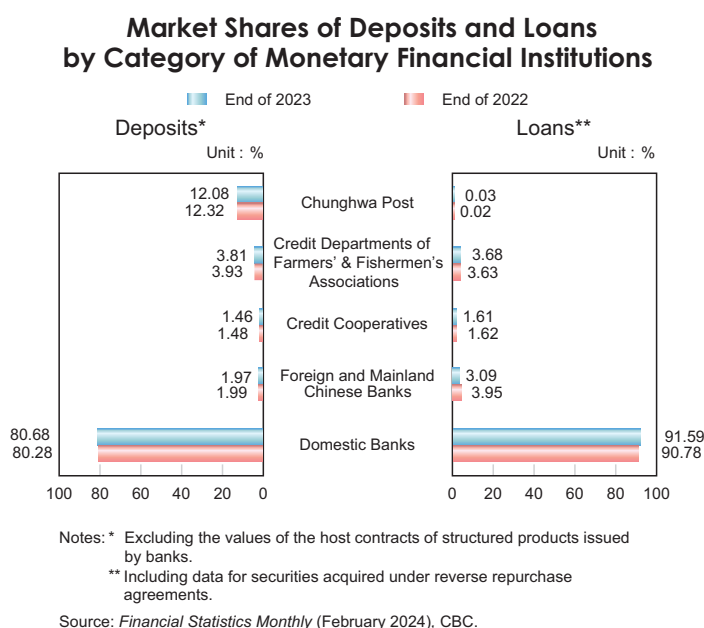 Market Shares of Deposits and Loans
by Category of Monetary Financial Institutions
End of 2023
End of 2022
Deposits*
Loans**
Unit : %
Unit : %
12.08
12.32
Chunghwa Post
0.03
0.02
3.81
3.93
Credit Departments of
Farmers' & Fishermen's
Associations
3.68
3.63
1.46
1.48
Credit Cooperatives
1.61
1.62
1.97
1.99
Foreign and Mainland
Chinese Banks
3.09
3.95
80.68
80.28
Domestic Banks
91.59
90.78
100 80 60 40 20 0
0 20 40 60 80 100
Notes: * Excluding the values of the host contracts of structured products issued
by banks.
** Including data for securities acquired under reverse repurchase
agreements.
Source: Financial Statistics Monthly (February 2024), CBC.